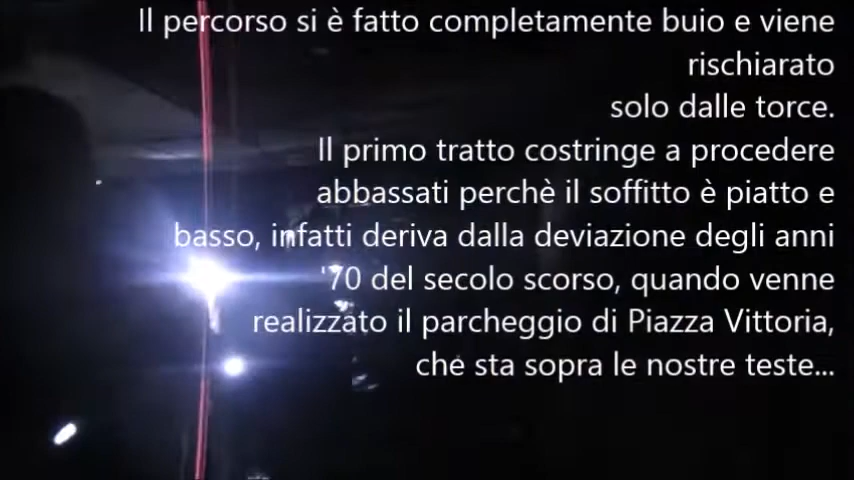 Il percorso si è fatto completamente buio e viene
rischiarato
solo dalle torce.
Il primo tratto costringe a procedere
abbassati perchè il soffitto è piatto e
basso, infatti deriva dalla deviazione degli anni
'70 del secolo scorso, quando venne
realizzato il parcheggio di Piazza Vittoria,
che sta sopra le nostre teste...